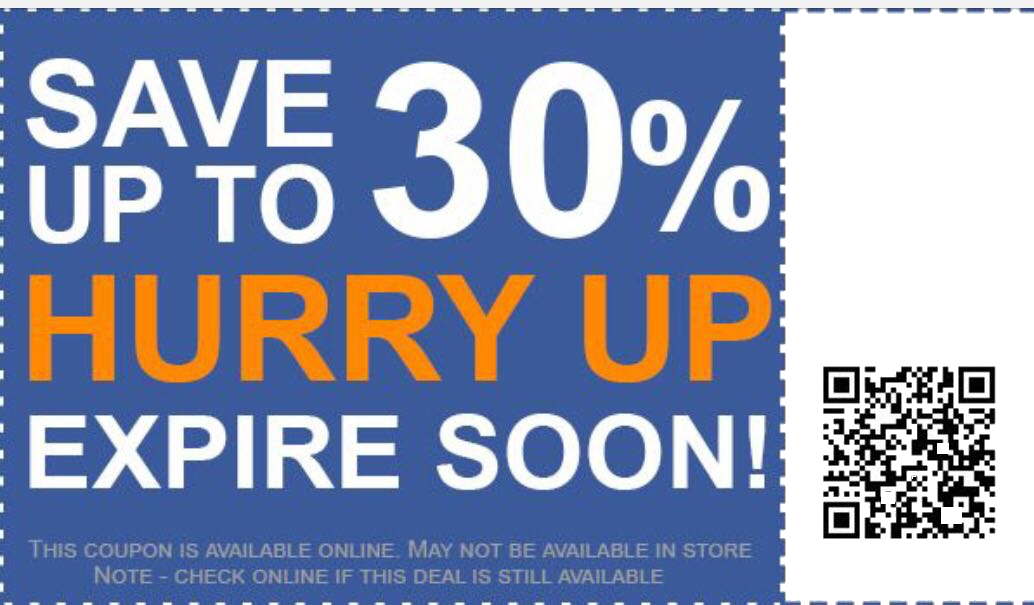 SAVE
UP TO 30%
HURRY UP
EXPIRE SOON!
THIS COUPON IS AVAILABLE ONLINE. MAY NOT BE AVAILABLE IN STORE
NOTE - CHECK ONLINE IF THIS DEAL IS STILL AVAILABLE